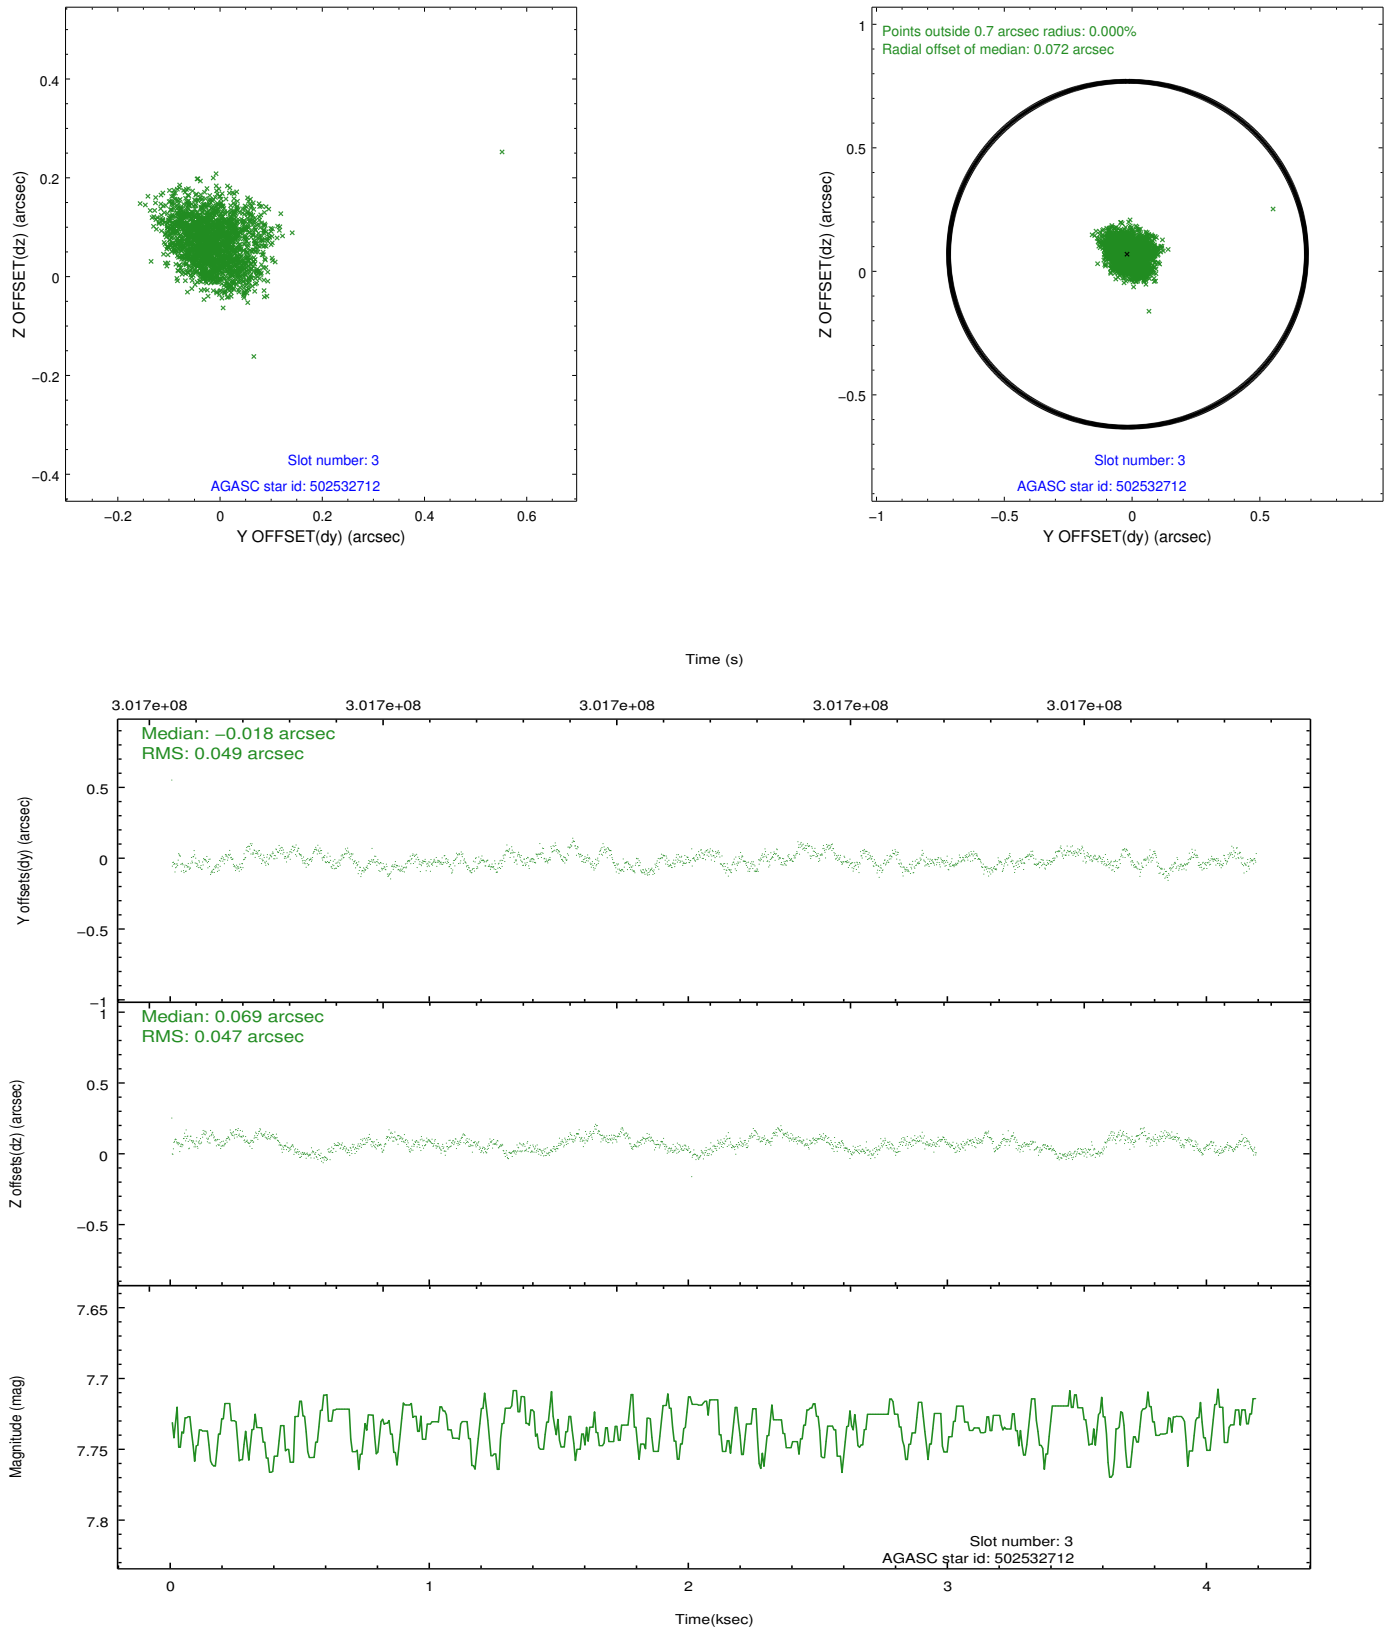 0.4
0.2
0
−0.2
−0.4
Z OFFSET(dz) (arcsec)
Slot number: 3
AGASC star id: 502532712
−0.2
0
0.2
0.4
0.6
Y OFFSET(dy) (arcsec)
Points outside 0.7 arcsec radius: 0.000%
Radial offset of median: 0.072 arcsec
1
0.5
0
−0.5
Z OFFSET(dz) (arcsec)
Slot number: 3
AGASC star id: 502532712
−1
−0.5
0
0.5
Y OFFSET(dy) (arcsec)
Time (s)
3.017e+08
3.017e+08
3.017e+08
3.017e+08
3.017e+08
Median: −0.018 arcsec
RMS: 0.049 arcsec
0.5
0
−0.5
−1
Y offsets(dy) (arcsec)
Median: 0.069 arcsec
RMS: 0.047 arcsec
1
0.5
0
−0.5
Z offsets(dz) (arcsec)
7.65
7.7
7.75
7.8
Magnitude (mag)
Slot number: 3
AGASC star id: 502532712
0
1
2
3
4
Time(ksec)